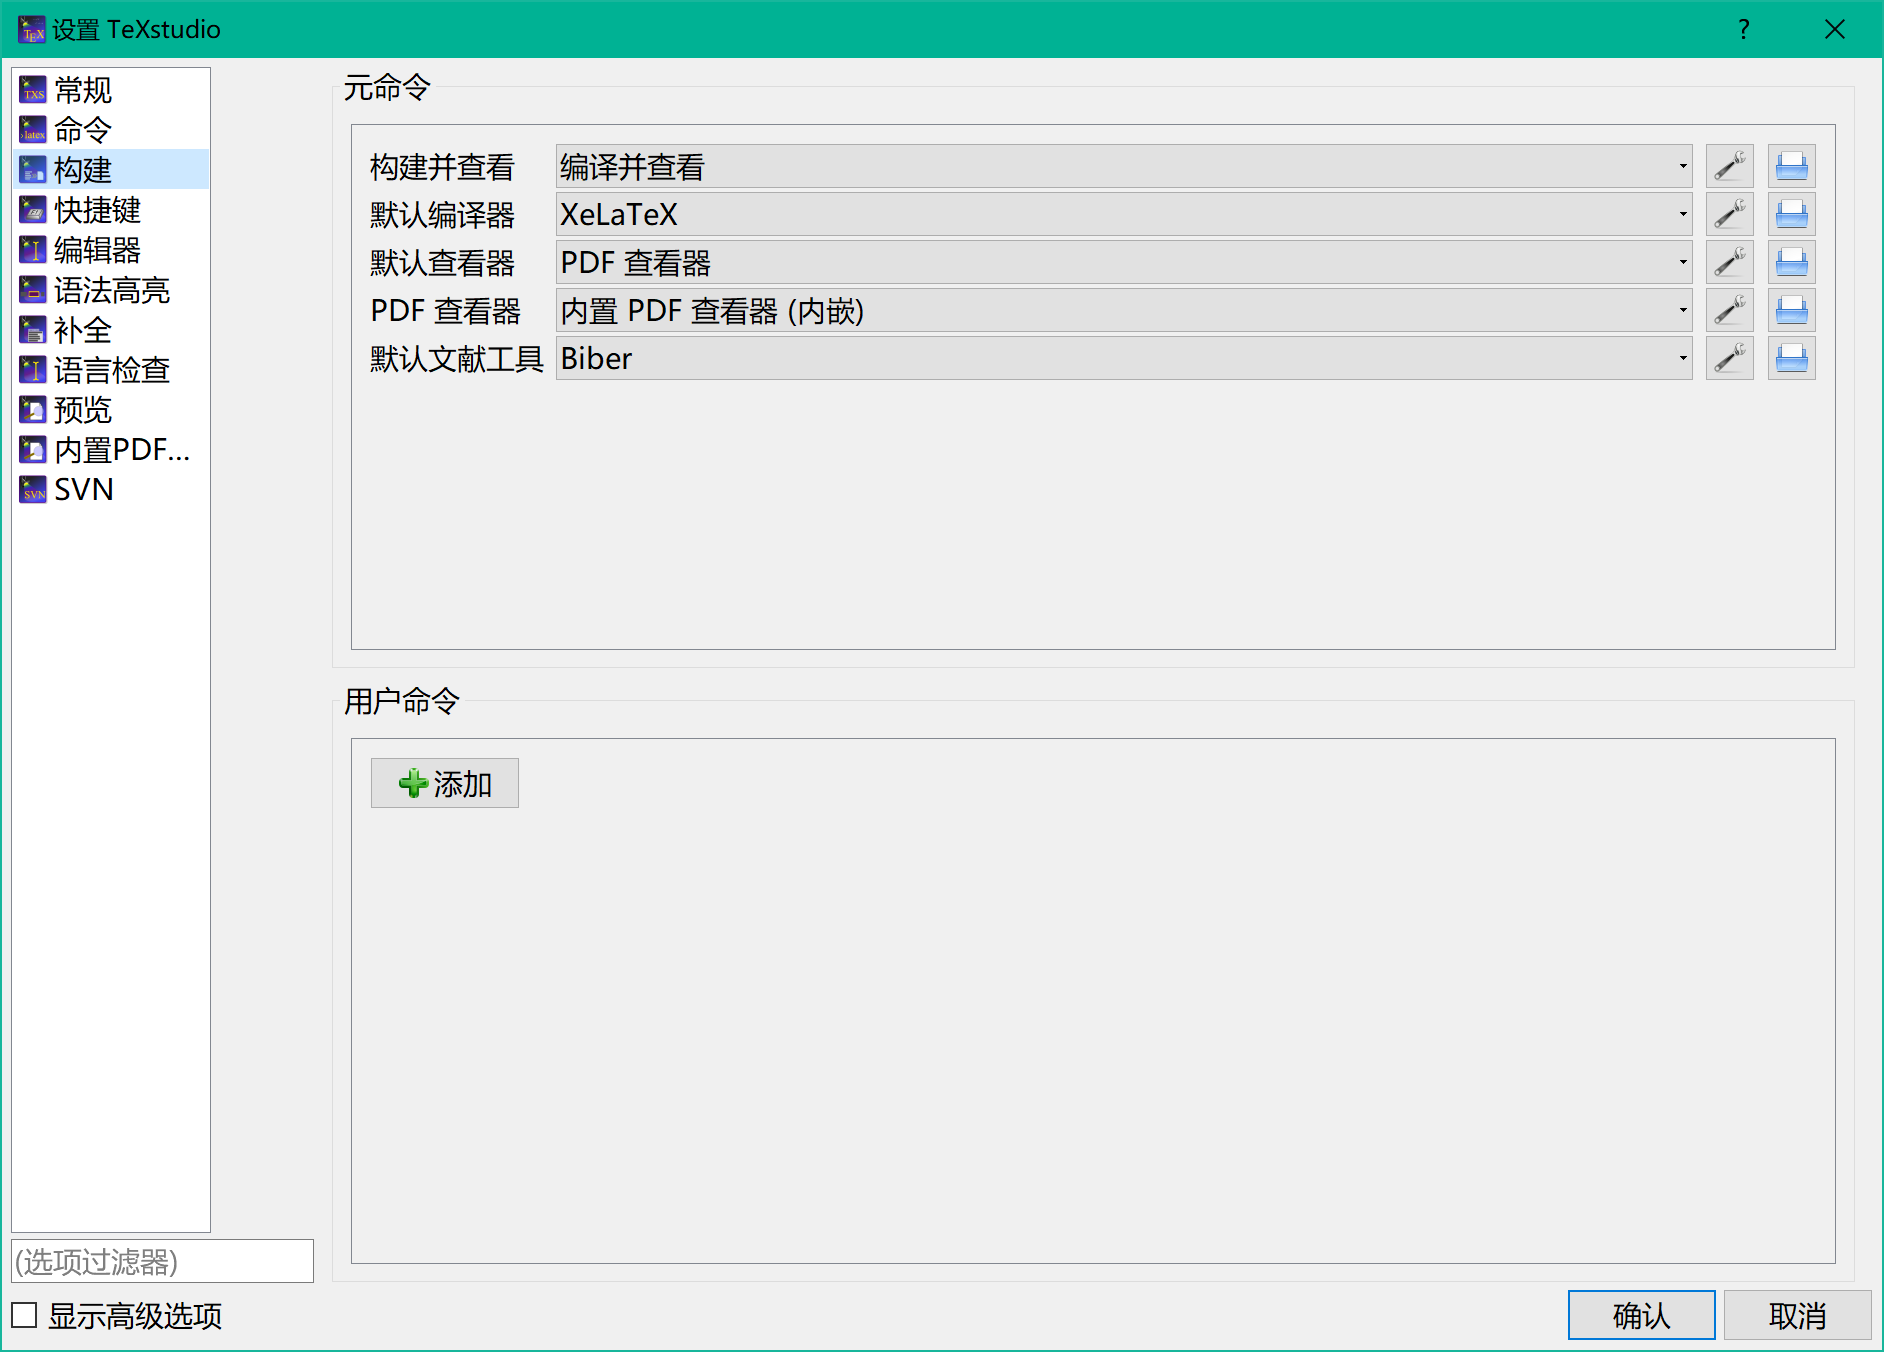 设置 TeXstudio
常规
命令
构建
快捷键
编辑器
语法高亮
补全
语言检查
预览
内置PDF...
SVN
(选项过滤器)
显示高级选项
元命令
构建并查看 编译并查看
默认编译器 XeLaTeX
默认查看器 PDF 查看器
PDF 查看器 内置 PDF 查看器 (内嵌)
默认文献工具 Biber
用户命令
添加
确认 取消